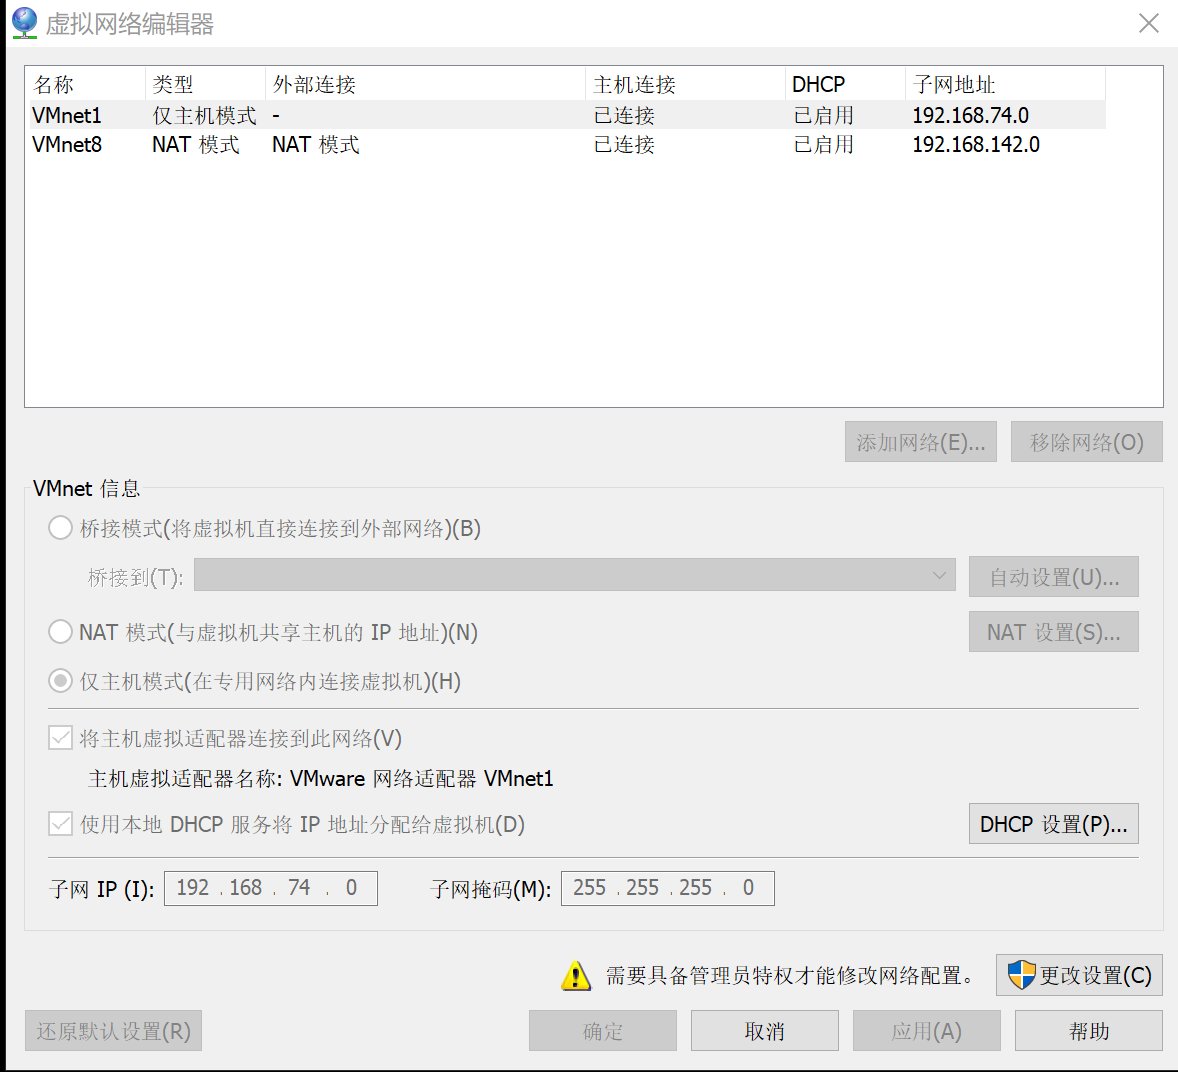 虚拟网络编辑器
名称 类型 外部连接 主机连接 DHCP 子网地址
VMnet1 仅主机模式 - 已连接 已启用 192.168.74.0
VMnet8 NAT 模式 NAT 模式 已连接 已启用 192.168.142.0
添加网络(E)... 移除网络(O)
VMnet 信息
桥接模式(将虚拟机直接连接到外部网络)(B)
桥接到(T): 自动设置(U)...
NAT 模式(与虚拟机共享主机的 IP 地址)(N) NAT 设置(S)...
仅主机模式(在专用网络内连接虚拟机)(H)
将主机虚拟适配器连接到此网络(V)
主机虚拟适配器名称: VMware 网络适配器 VMnet1
使用本地 DHCP 服务将 IP 地址分配给虚拟机(D) DHCP 设置(P)...
子网 IP (I): 192 . 168 . 74 . 0 子网掩码(M): 255 . 255 . 255 . 0
需要具备管理员特权才能修改网络配置。 更改设置(C)
还原默认设置(R) 确定 取消 应用(A) 帮助